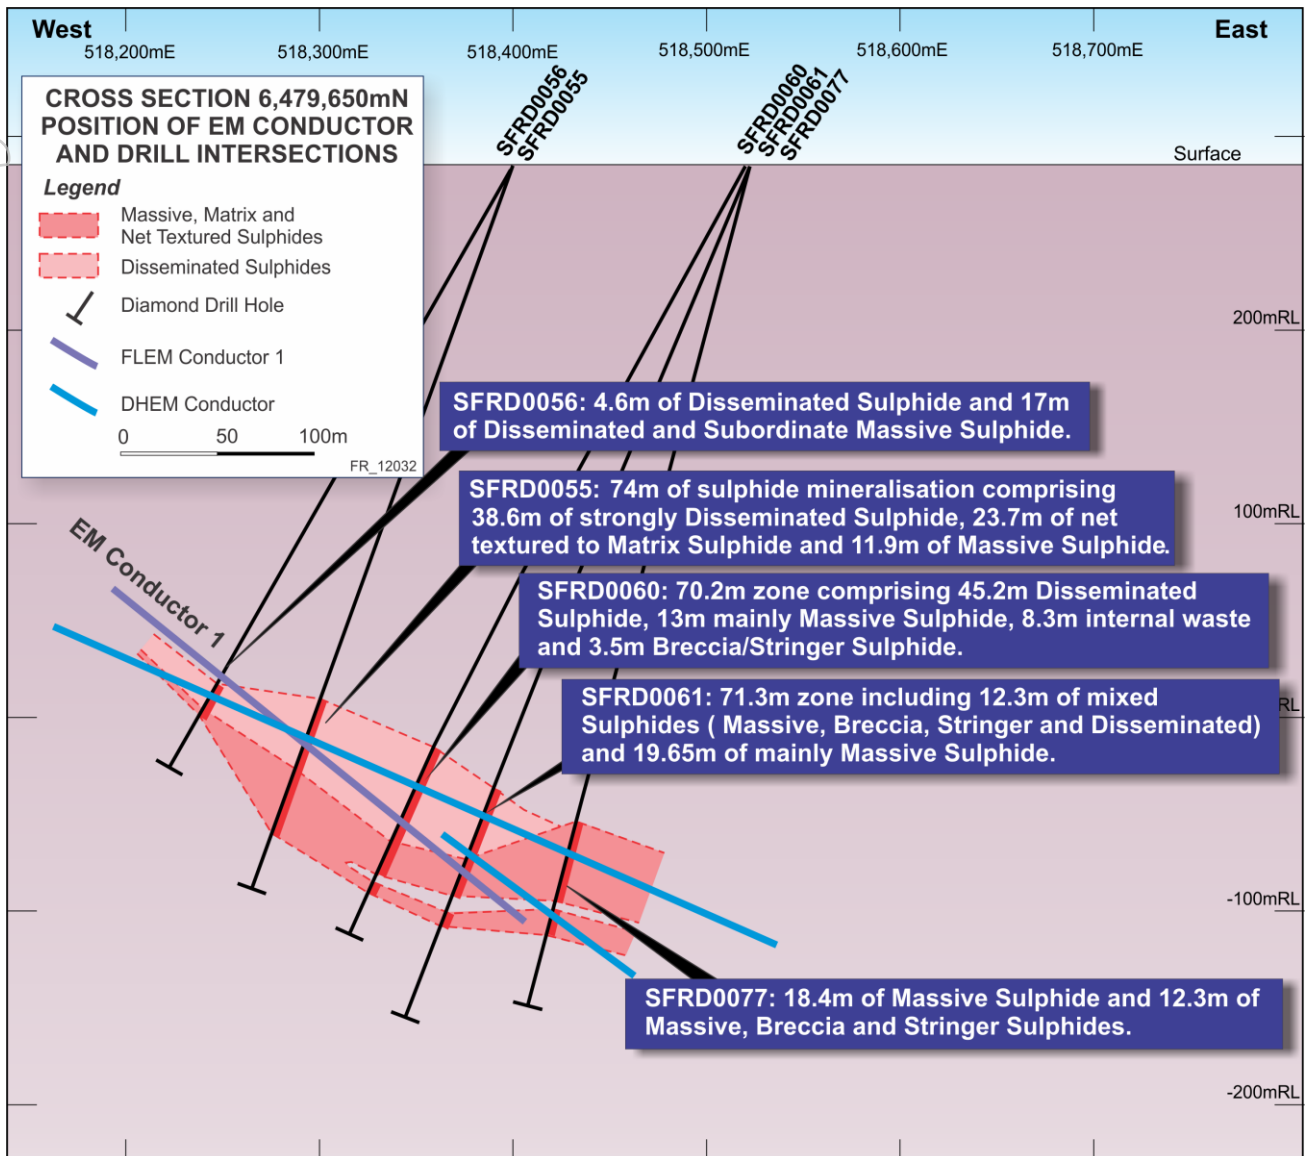 West
East
518,200mE
518,300mE
518,400mE
518,500mE
518,600mE
518,700mE
SFRD0056
SFRD0055
SFRD0060
SFRD0061
SFRD0077
CROSS SECTION 6,479,650mN
POSITION OF EM CONDUCTOR
AND DRILL INTERSECTIONS
Legend
Massive, Matrix and
Net Textured Sulphides
Disseminated Sulphides
Diamond Drill Hole
FLEM Conductor 1
DHEM Conductor
0 50 100m
FR_12032
Surface
200mRL
SFRD0056: 4.6m of Disseminated Sulphide and 17m
of Disseminated and Subordinate Massive Sulphide.
100mRL
SFRD0055: 74m of sulphide mineralisation comprising
38.6m of strongly Disseminated Sulphide, 23.7m of net
textured to Matrix Sulphide and 11.9m of Massive Sulphide.
EM Conductor 1
SFRD0060: 70.2m zone comprising 45.2m Disseminated
Sulphide, 13m mainly Massive Sulphide, 8.3m internal waste
and 3.5m Breccia/Stringer Sulphide.
SFRD0061: 71.3m zone including 12.3m of mixed
Sulphides ( Massive, Breccia, Stringer and Disseminated)
and 19.65m of mainly Massive Sulphide.
RL
-100mRL
SFRD0077: 18.4m of Massive Sulphide and 12.3m of
Massive, Breccia and Stringer Sulphides.
-200mRL